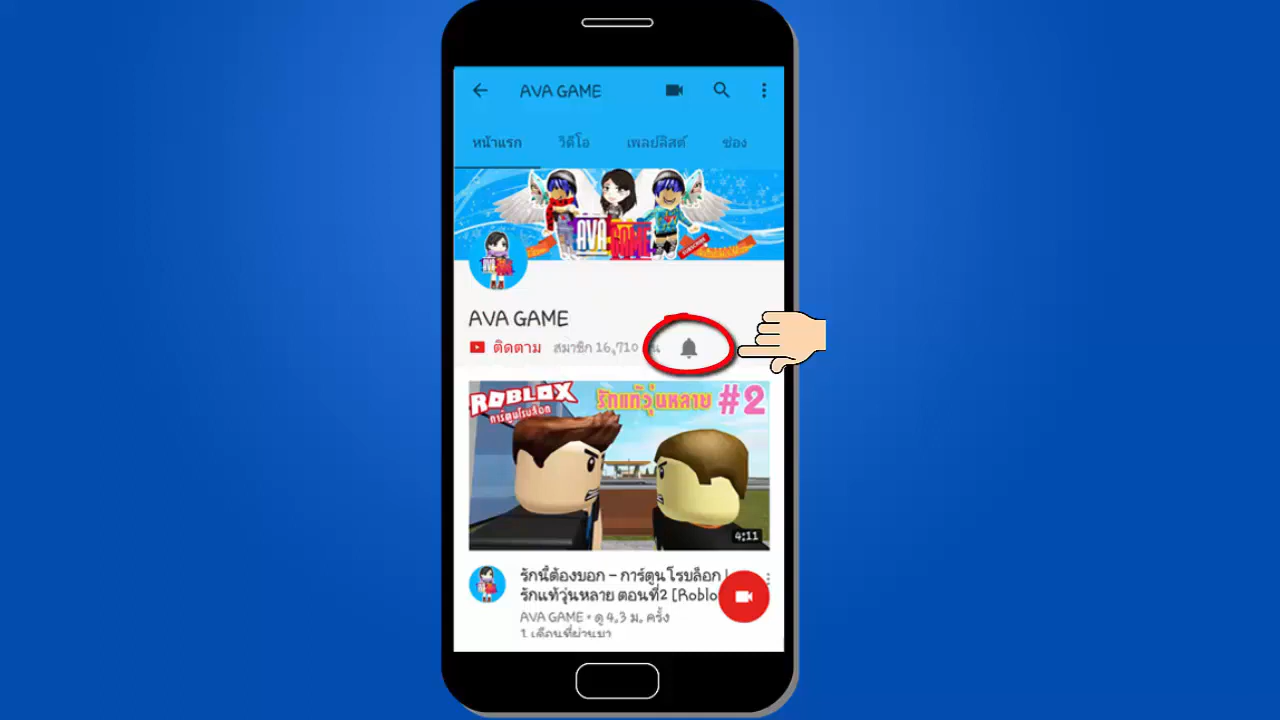 AVA GAME
หน้าแรก วิดีโอ เพลย์ลิสต์ ช่อง
AVA GAME
SUBSCRIBE
AVA GAME
ติดตาม สมาชิก 16,710
ROBLOX
การ์ตูนโรบล็อก
รักแท้วุ่นหลาย #2
4:11
รักนี้ต้องบอก - การ์ตูน โรบล็อก |
รักแท้วุ่นหลาย ตอนที่2 [Roblo
AVA GAME • ดู 4.3 ม. ครั้ง
1 เดือนที่ผ่านมา